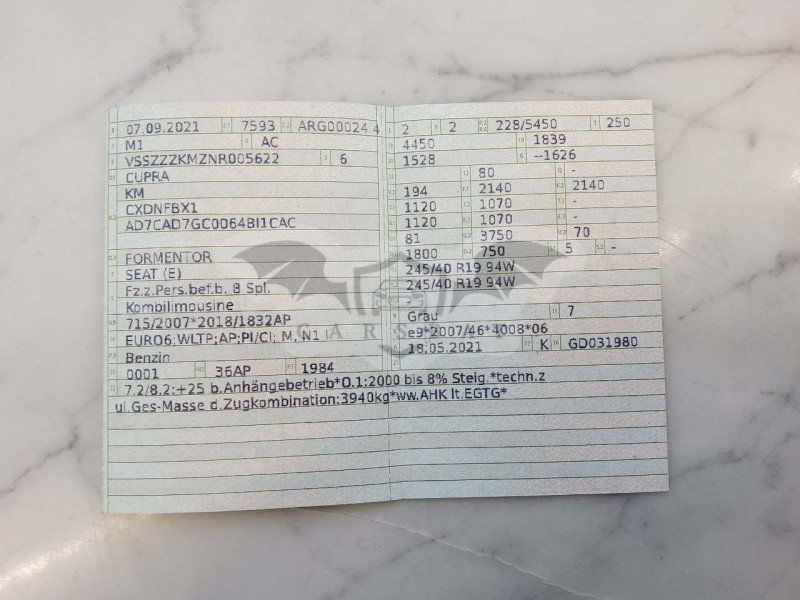 07.09.2021 7593 ARG00024 4
M1 AC
VSSZZZKMZNR005622 6
CUPRA
KM
CXDNFBX1
AD7CAD7GC0064BI1CAC
FORMENTOR
SEAT (E)
Fz.z.Pers.bef.b. 8 Spl.
Kombilimousine
715/2007*2018/1832AP
EURO6,WLTP;AP;PI/CI; M, N1 I
Benzin
0001 36AP 1984
2 2 228/5450 250
4450 1839
1528 --1626
80 -
194 2140 2140
1120 1070 -
1120 1070 -
81 3750 70
1800 750 5 -
245/40 R19 94W
245/40 R19 94W
-
Grau 7
e9*2007/46*4008*06
18.05.2021 K GD031980
7.2/8.2:+25 b.Anhängebetrieb*O.1:2000 bis 8% Steig.*techn.z
ul.Ges-Masse d.Zugkombination:3940kg*ww.AHK lt.EGTG*